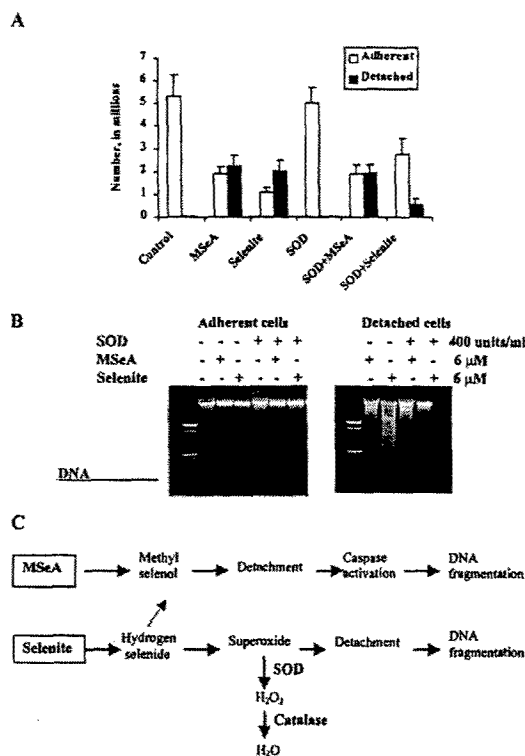 A
Adherent
Detached
Number, in millions
7
6
5
4
3
2
1
0
Control
MSeA
Selenite
SOD
SOD+MSeA
SOD+Selenite
B
Adherent cells
Detached cells
SOD - - - + + + - - + + 400 units/ml
MSeA - + - - + - + - + - 6 µM
Selenite - - + - - + - + - + 6 µM
DNA
C
MSeA
Methyl
selenol
Detachment
Caspase
activation
DNA
fragmentation
Selenite
Hydrogen
selenide
Superoxide
Detachment
DNA
fragmentation
SOD
H₂O₂
Catalase
H₂O